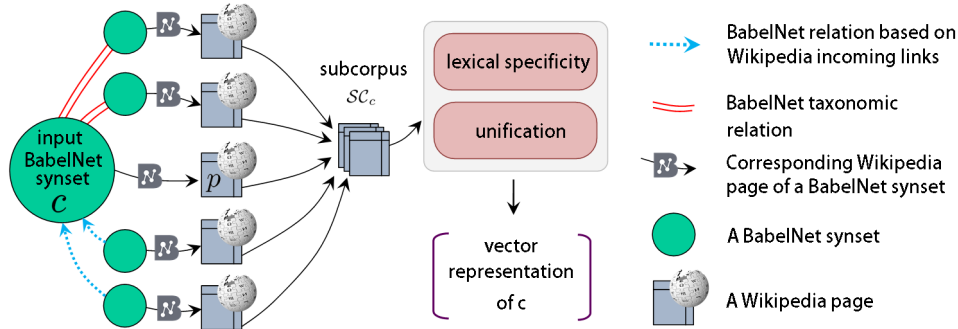 input
BabelNet
synset
c
p
subcorpus
SC_c
lexical specificity
unification
vector
representation
of c
BabelNet relation based on
Wikipedia incoming links
BabelNet taxonomic
relation
Corresponding Wikipedia
page of a BabelNet synset
A BabelNet synset
A Wikipedia page